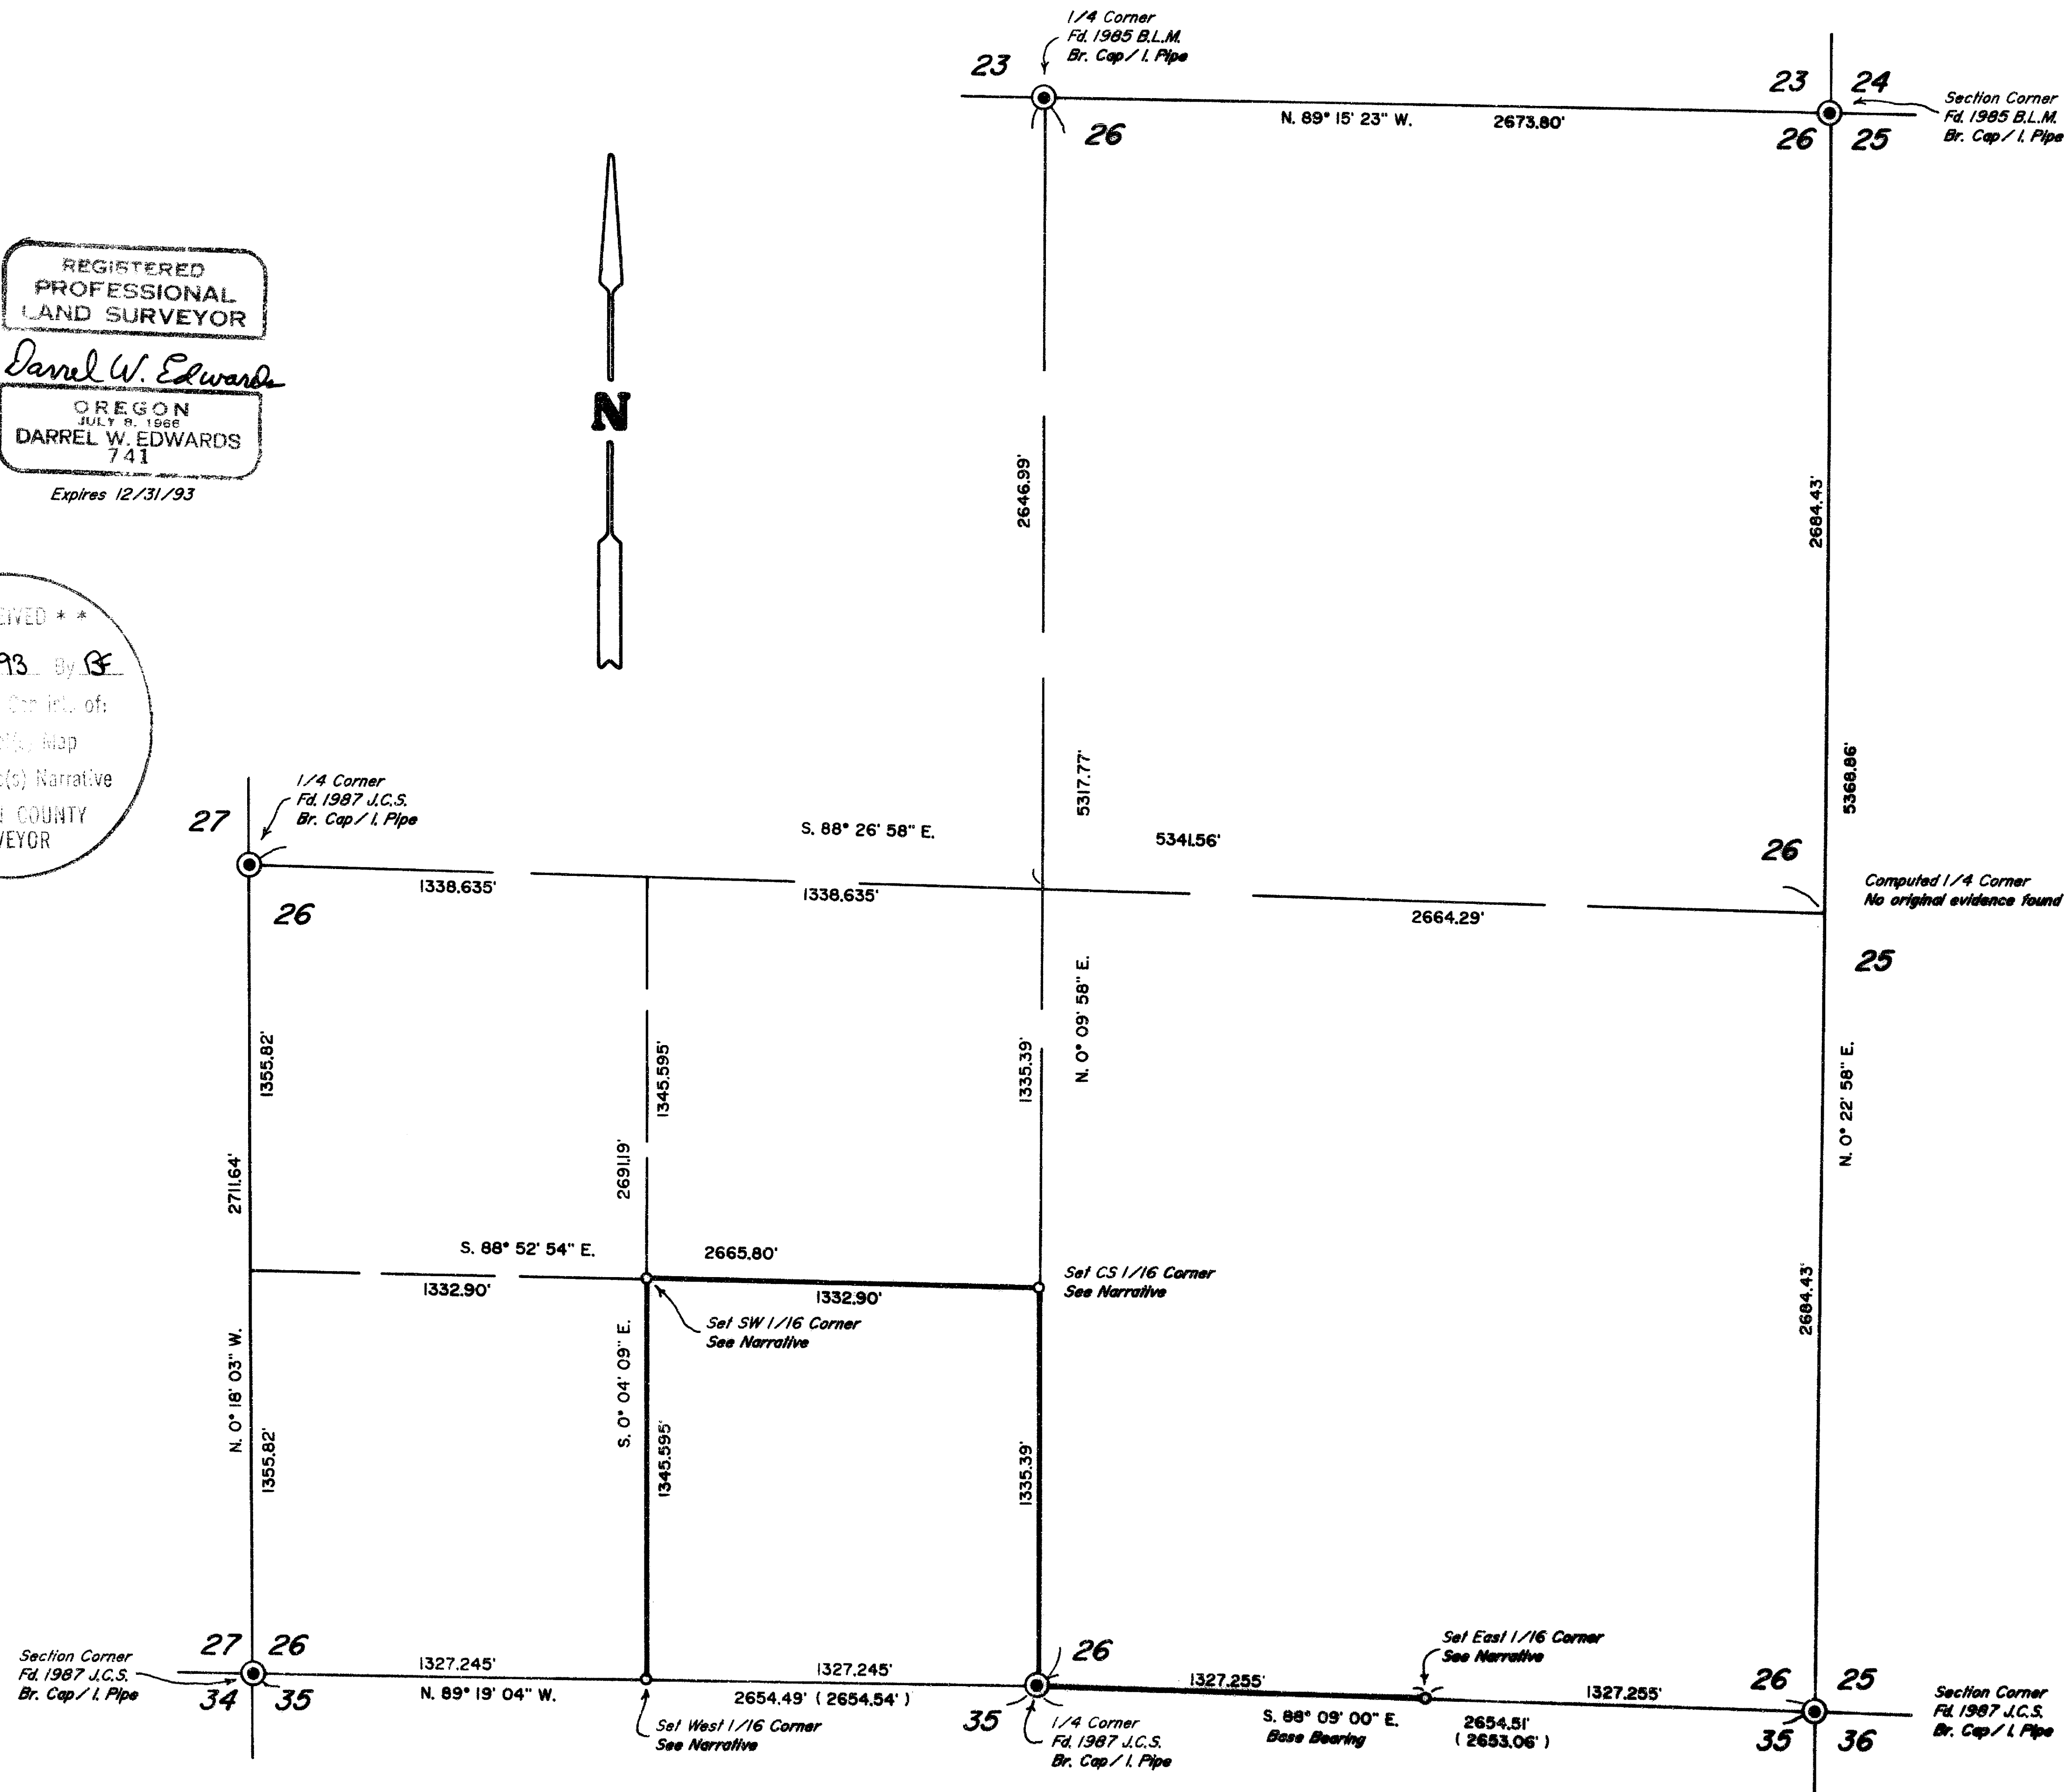 1/4 Corner
Fd. 1985 B.L.M.
Br. Cap / I. Pipe
23
26
N. 89° 15' 23" W.
2673.80'
23
24
26
25
Section Corner
Fd. 1985 B.L.M.
Br. Cap / I. Pipe
REGISTERED
PROFESSIONAL
LAND SURVEYOR
Darrel W. Edwards
OREGON
JULY 8, 1966
DARREL W. EDWARDS
741
Expires 12/31/93
N
2646.99'
2684.43'
* *
93 By BF
of:
Map
Narrative
COUNTY
5317.77'
5368.86'
1/4 Corner
Fd. 1987 J.C.S.
Br. Cap / I. Pipe
27
26
S. 88° 26' 58" E.
5341.56'
1338.635'
1338.635'
2664.29'
26
Computed 1/4 Corner
No original evidence found
25
1355.82'
1345.595'
1335.39'
N. 0° 09' 58" E.
N. 0° 22' 58" E.
2711.64'
2691.19'
S. 88° 52' 54" E.
2665.80'
1332.90'
1332.90'
Set CS 1/16 Corner
See Narrative
Set SW 1/16 Corner
See Narrative
2684.43'
N. 0° 18' 03" W.
1355.82'
S. 0° 04' 09" E.
1345.595'
1335.39'
Section Corner
Fd. 1987 J.C.S.
Br. Cap / I. Pipe
27
26
34
35
1327.245'
N. 89° 19' 04" W.
1327.245'
2654.49' ( 2654.54' )
Set West 1/16 Corner
See Narrative
26
35
1/4 Corner
Fd. 1987 J.C.S.
Br. Cap / I. Pipe
1327.255'
S. 88° 09' 00" E.
Base Bearing
Set East 1/16 Corner
See Narrative
1327.255'
2654.51'
( 2653.06' )
26
25
35
36
Section Corner
Fd. 1987 J.C.S.
Br. Cap / I. Pipe